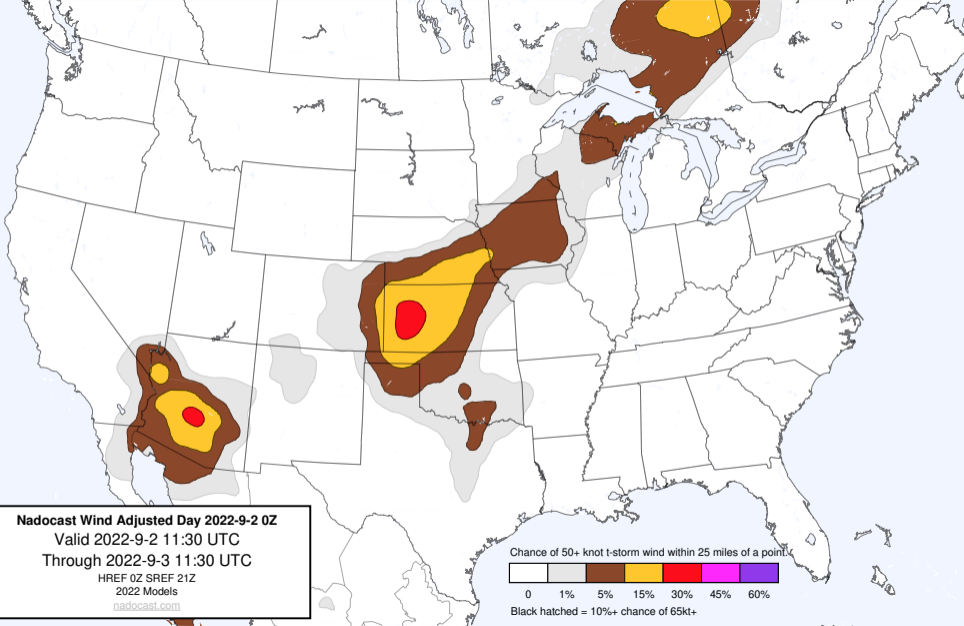 Nadocast Wind Adjusted Day 2022-9-2 0Z
Valid 2022-9-2 11:30 UTC
Through 2022-9-3 11:30 UTC
HREF 0Z SREF 21Z
2022 Models
nadocast.com
Chance of 50+ knot t-storm wind within 25 miles of a point.
0 1% 5% 15% 30% 45% 60%
Black hatched = 10%+ chance of 65kt+